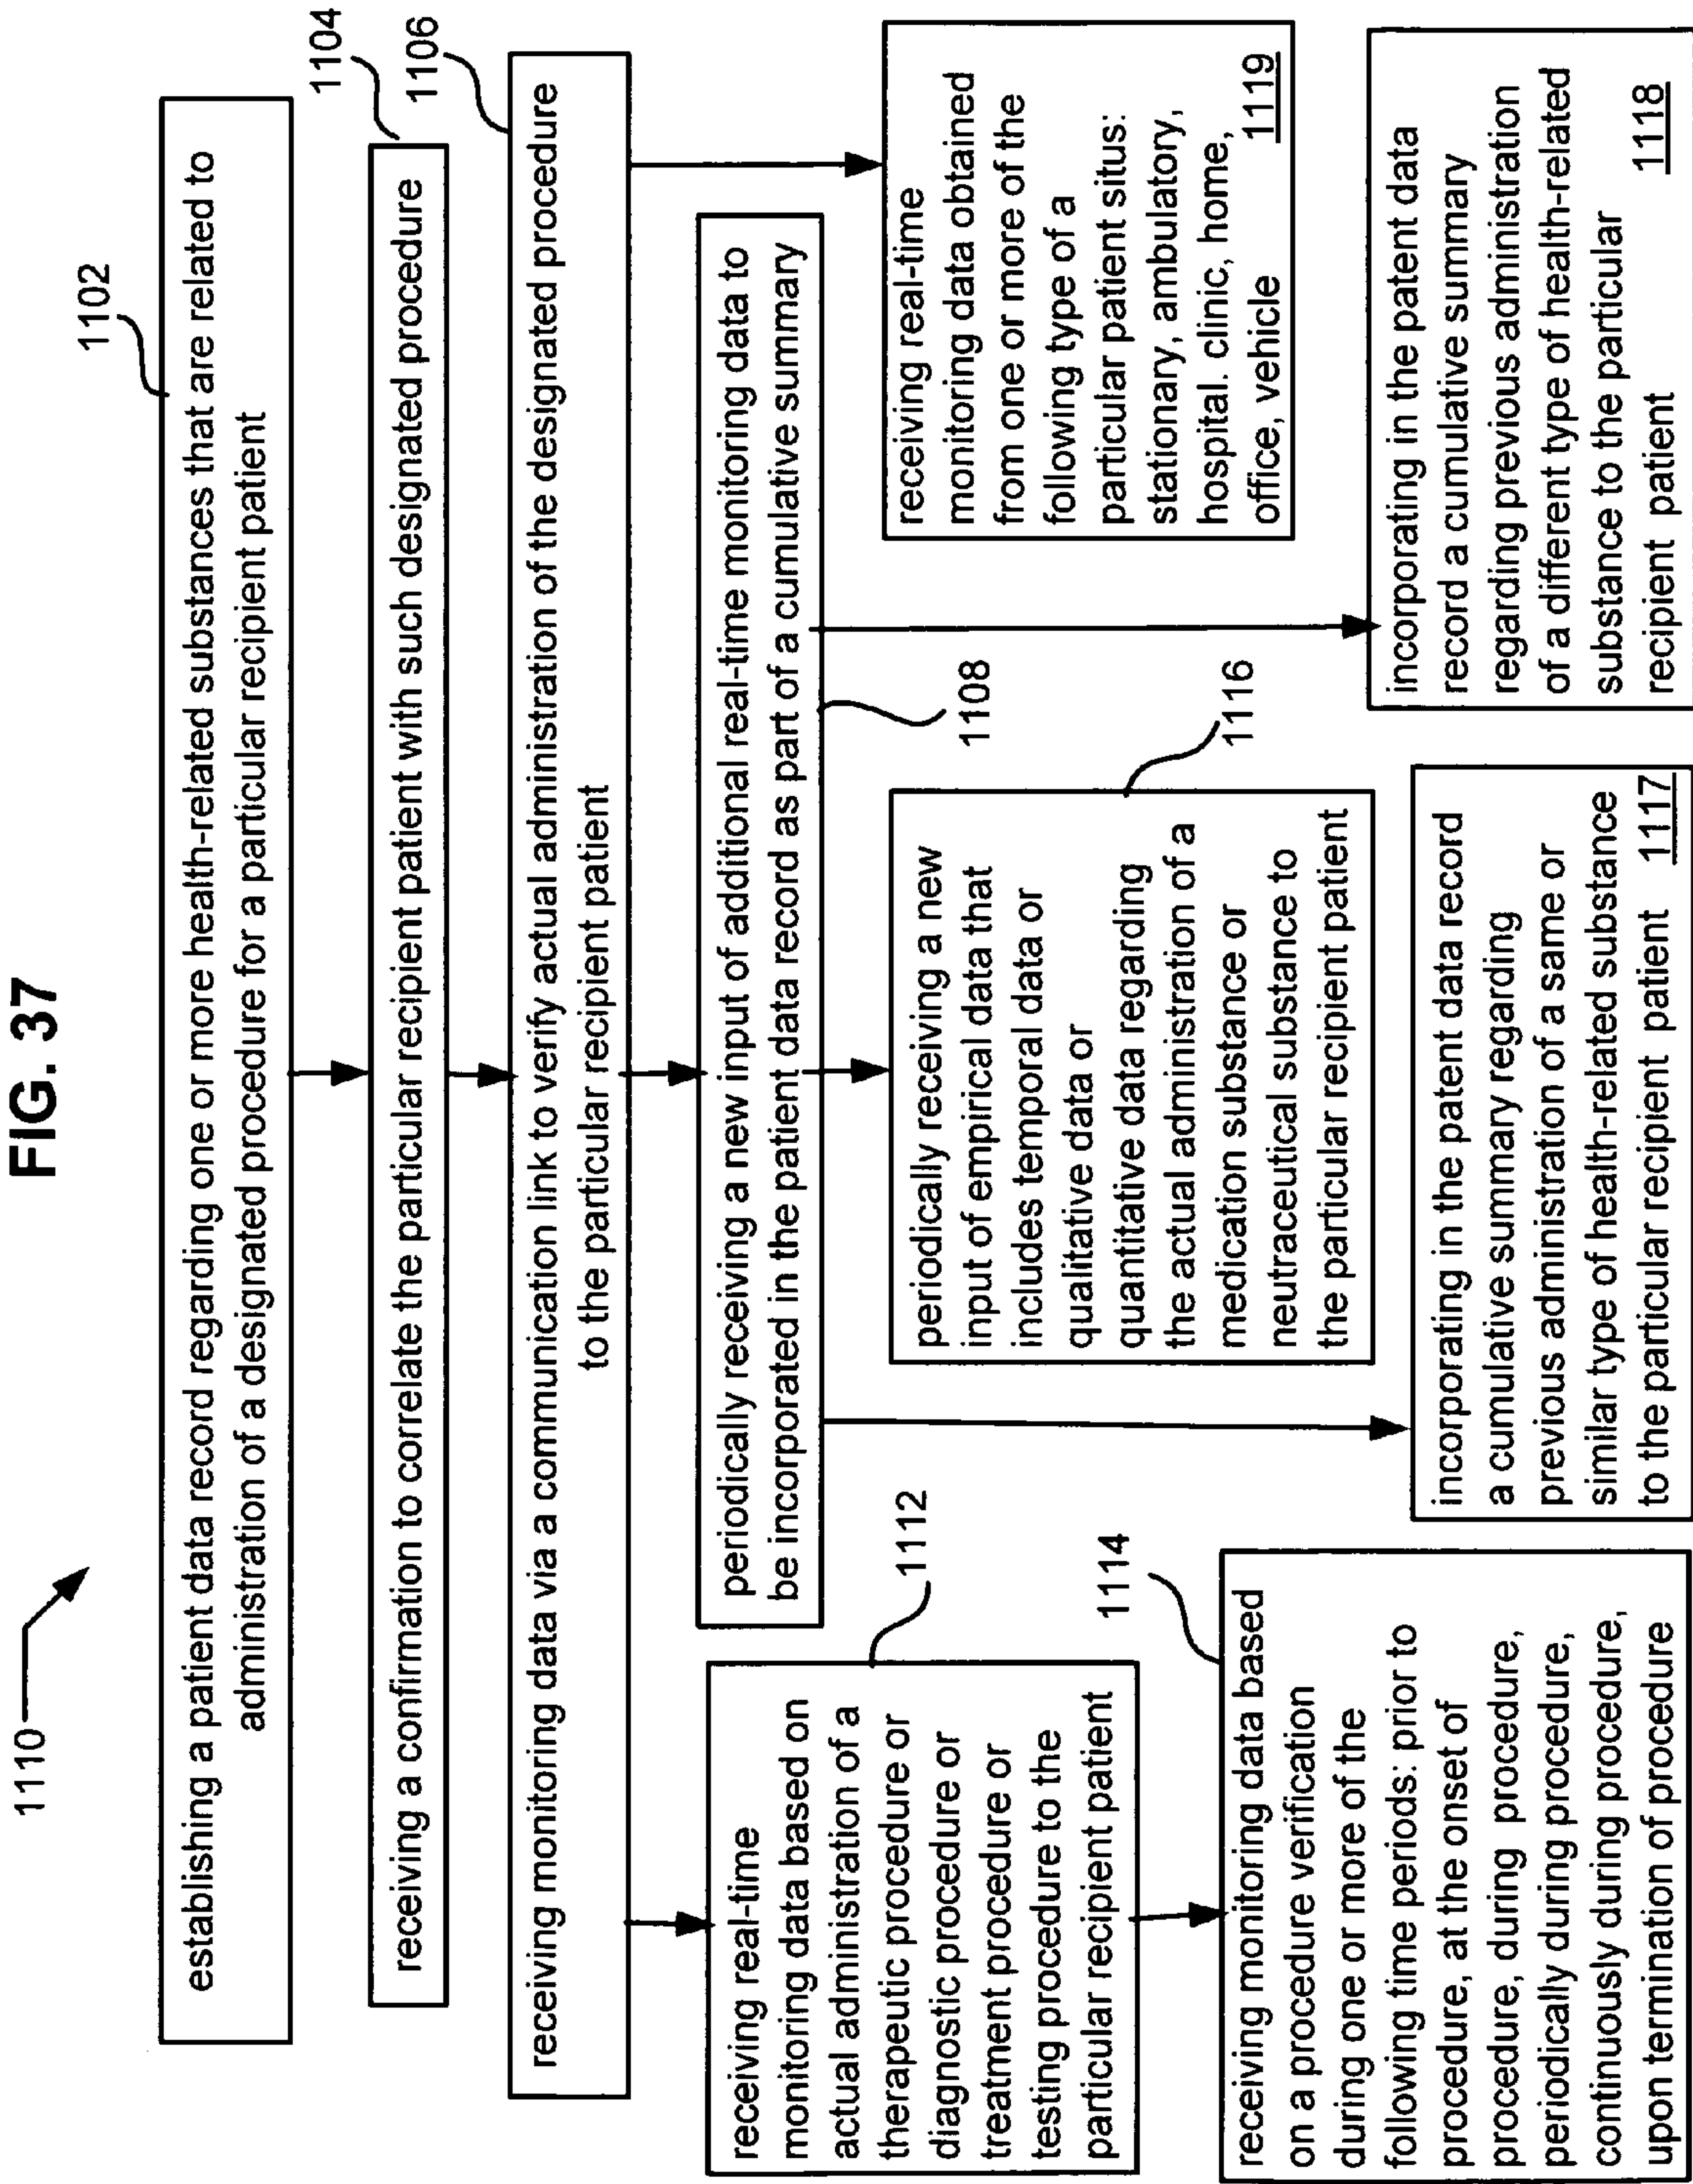 FIG. 37
1110
1102
establishing a patient data record regarding one or more health-related substances that are related to
administration of a designated procedure for a particular recipient patient
1104
receiving a confirmation to correlate the particular recipient patient with such designated procedure
1106
receiving monitoring data via a communication link to verify actual administration of the designated procedure
to the particular recipient patient
periodically receiving a new input of additional real-time monitoring data to
be incorporated in the patient data record as part of a cumulative summary
1108
receiving real-time
monitoring data based on
actual administration of a
therapeutic procedure or
diagnostic procedure or
treatment procedure or
testing procedure to the
particular recipient patient
1112
receiving monitoring data based
on a procedure verification
during one or more of the
following time periods: prior to
procedure, at the onset of
procedure, during procedure,
periodically during procedure,
continuously during procedure,
upon termination of procedure
1114
periodically receiving a new
input of empirical data that
includes temporal data or
qualitative data or
quantitative data regarding
the actual administration of a
medication substance or
neutraceutical substance to
the particular recipient patient
1116
incorporating in the patent data record
a cumulative summary regarding
previous administration of a same or
similar type of health-related substance
to the particular recipient patient 1117
receiving real-time
monitoring data obtained
from one or more of the
following type of a
particular patient situs:
stationary, ambulatory,
hospital. clinic, home,
office, vehicle 1119
incorporating in the patent data
record a cumulative summary
regarding previous administration
of a different type of health-related
substance to the particular
recipient patient 1118